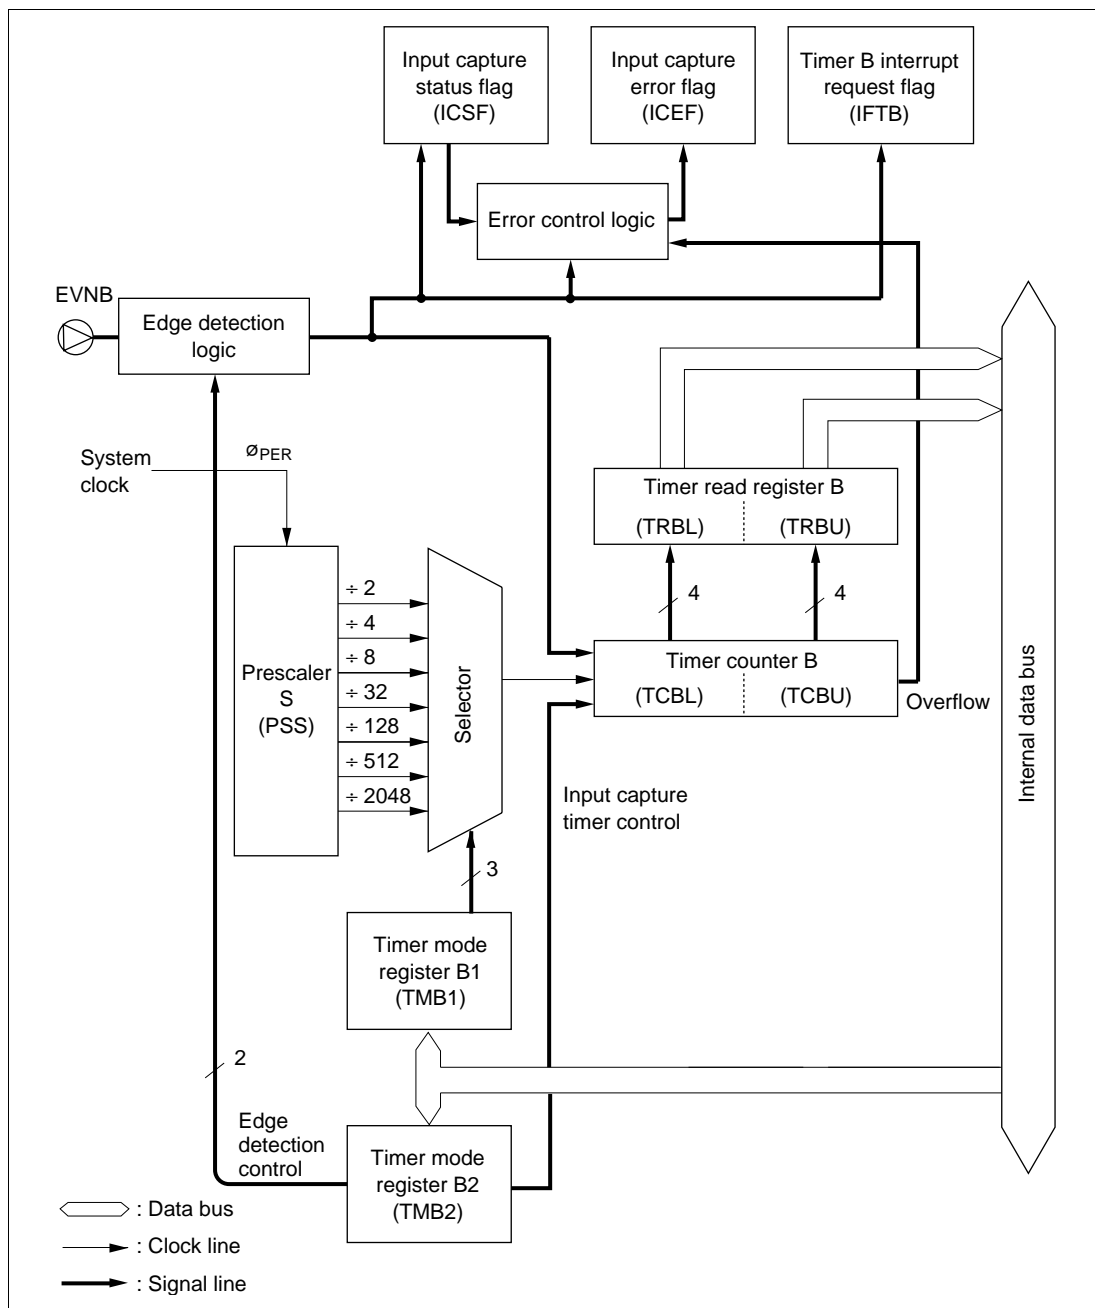 Input capture
status flag
(ICSF)
Input capture
error flag
(ICEF)
Timer B interrupt
request flag
(IFTB)
Error control logic
EVNB
Edge detection
logic
System
clock
øPER
Timer read register B
(TRBL)
(TRBU)
4
4
Prescaler
S
(PSS)
÷ 2
÷ 4
÷ 8
÷ 32
÷ 128
÷ 512
÷ 2048
Selector
Timer counter B
(TCBL)
(TCBU)
Overflow
Internal data bus
Input capture
timer control
3
Timer mode
register B1
(TMB1)
2
Edge
detection
control
Timer mode
register B2
(TMB2)
: Data bus
: Clock line
: Signal line